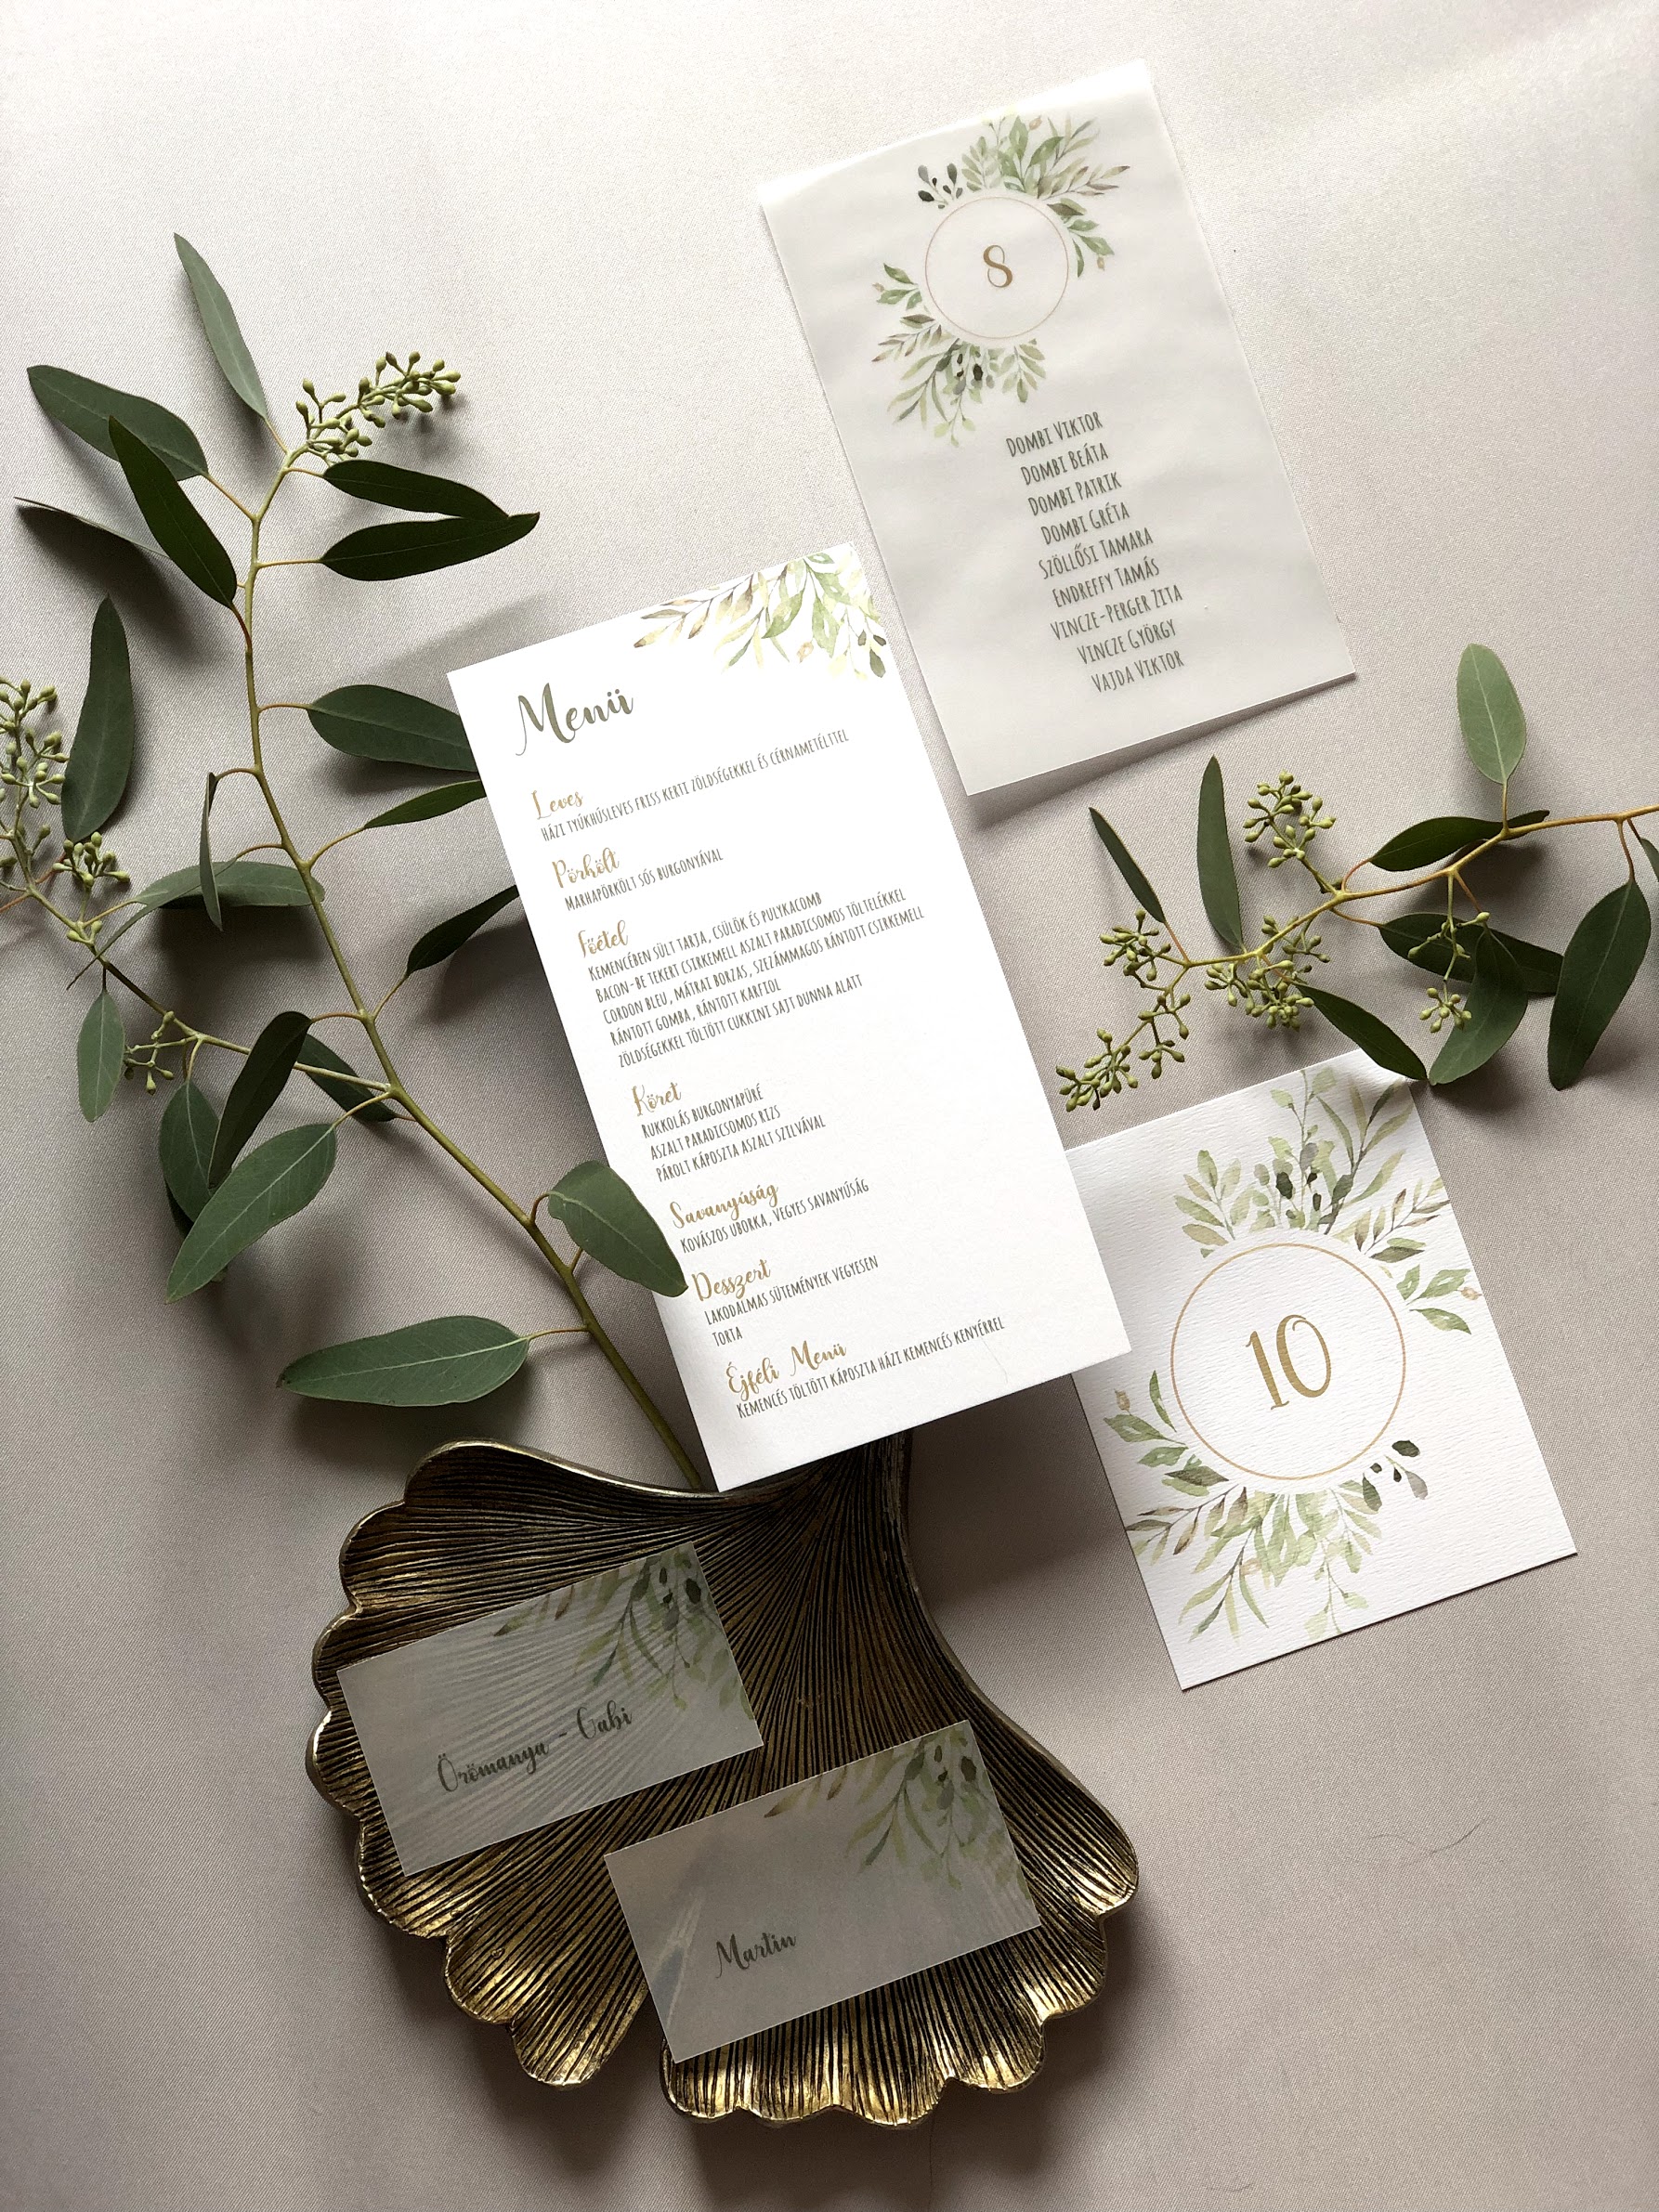 8
DOMBI VIKTOR
DOMBI BEÁTA
DOMBI PATRIK
DOMBI GRÉTA
SZÖLLŐSI TAMARA
ENDREFFY TAMÁS
VINCZE-PERGER ZITA
VINCZE GYÖRGY
VAJDA VIKTOR
Menü
Leves
HÁZI TYÚKHÚSLEVES FRISS KERTI ZÖLDSÉGEKKEL ÉS CÉRNAMETÉLTTEL
Pörkölt
MARHAPÖRKÖLT SÓS BURGONYÁVAL
Főétel
KEMENCÉBEN SÜLT TARJA, CSÜLÖK ÉS PULYKACOMB
BACON-BE TEKERT CSIRKEMELL ASZALT PARADICSOMOS TÖLTELÉKKEL
CORDON BLEU, MÁTRAI BORZAS, SZEZÁMMAGOS RÁNTOTT CSIRKEMELL
RÁNTOTT GOMBA, RÁNTOTT KARFIOL
ZÖLDSÉGEKKEL TÖLTÖTT CUKKINI SAJT DUNNA ALATT
Köret
RUKKOLÁS BURGONYAPÜRÉ
ASZALT PARADICSOMOS RIZS
PÁROLT KÁPOSZTA ASZALT SZILVÁVAL
Savanyúság
KOVÁSZOS UBORKA, VEGYES SAVANYÚSÁG
Desszert
LAKODALMAS SÜTEMÉNYEK VEGYESEN
TORTA
Éjféli Menü
KEMENCÉS TÖLTÖTT KÁPOSZTA HÁZI KEMENCÉS KENYÉRREL
10
Örömanya - Gabi
Martin